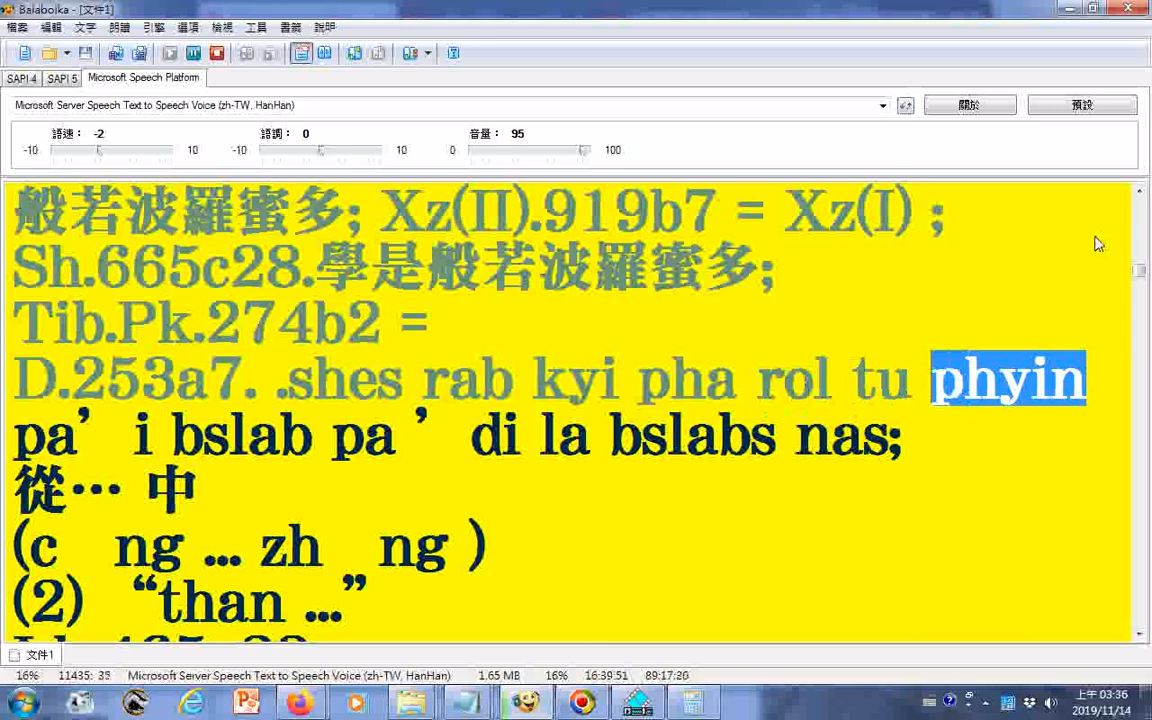 Balabolka - [文件1]
檔案 編輯 文字 朗讀 引擎 選項 檢視 工具 書籤 說明
SAPI 4 SAPI 5 Microsoft Speech Platform
Microsoft Server Speech Text to Speech Voice (zh-TW, HanHan) 關於 預設
語速： -2 語調： 0 音量： 95
-10 10 -10 10 0 100
般若波羅蜜多; Xz(II).919b7 = Xz(I) ;
Sh.665c28.學是般若波羅蜜多;
Tib.Pk.274b2 =
D.253a7. .shes rab kyi pha rol tu phyin
pa’ i bslab pa ’ di la bslabs nas;
從… 中
(c ng ... zh ng )
(2) “than ...”
文件1
16% 11435: 35 Microsoft Server Speech Text to Speech Voice (zh-TW, HanHan) 1.65 MB 16% 16:39:51 89:17:20
上午 03:36
2019/11/14